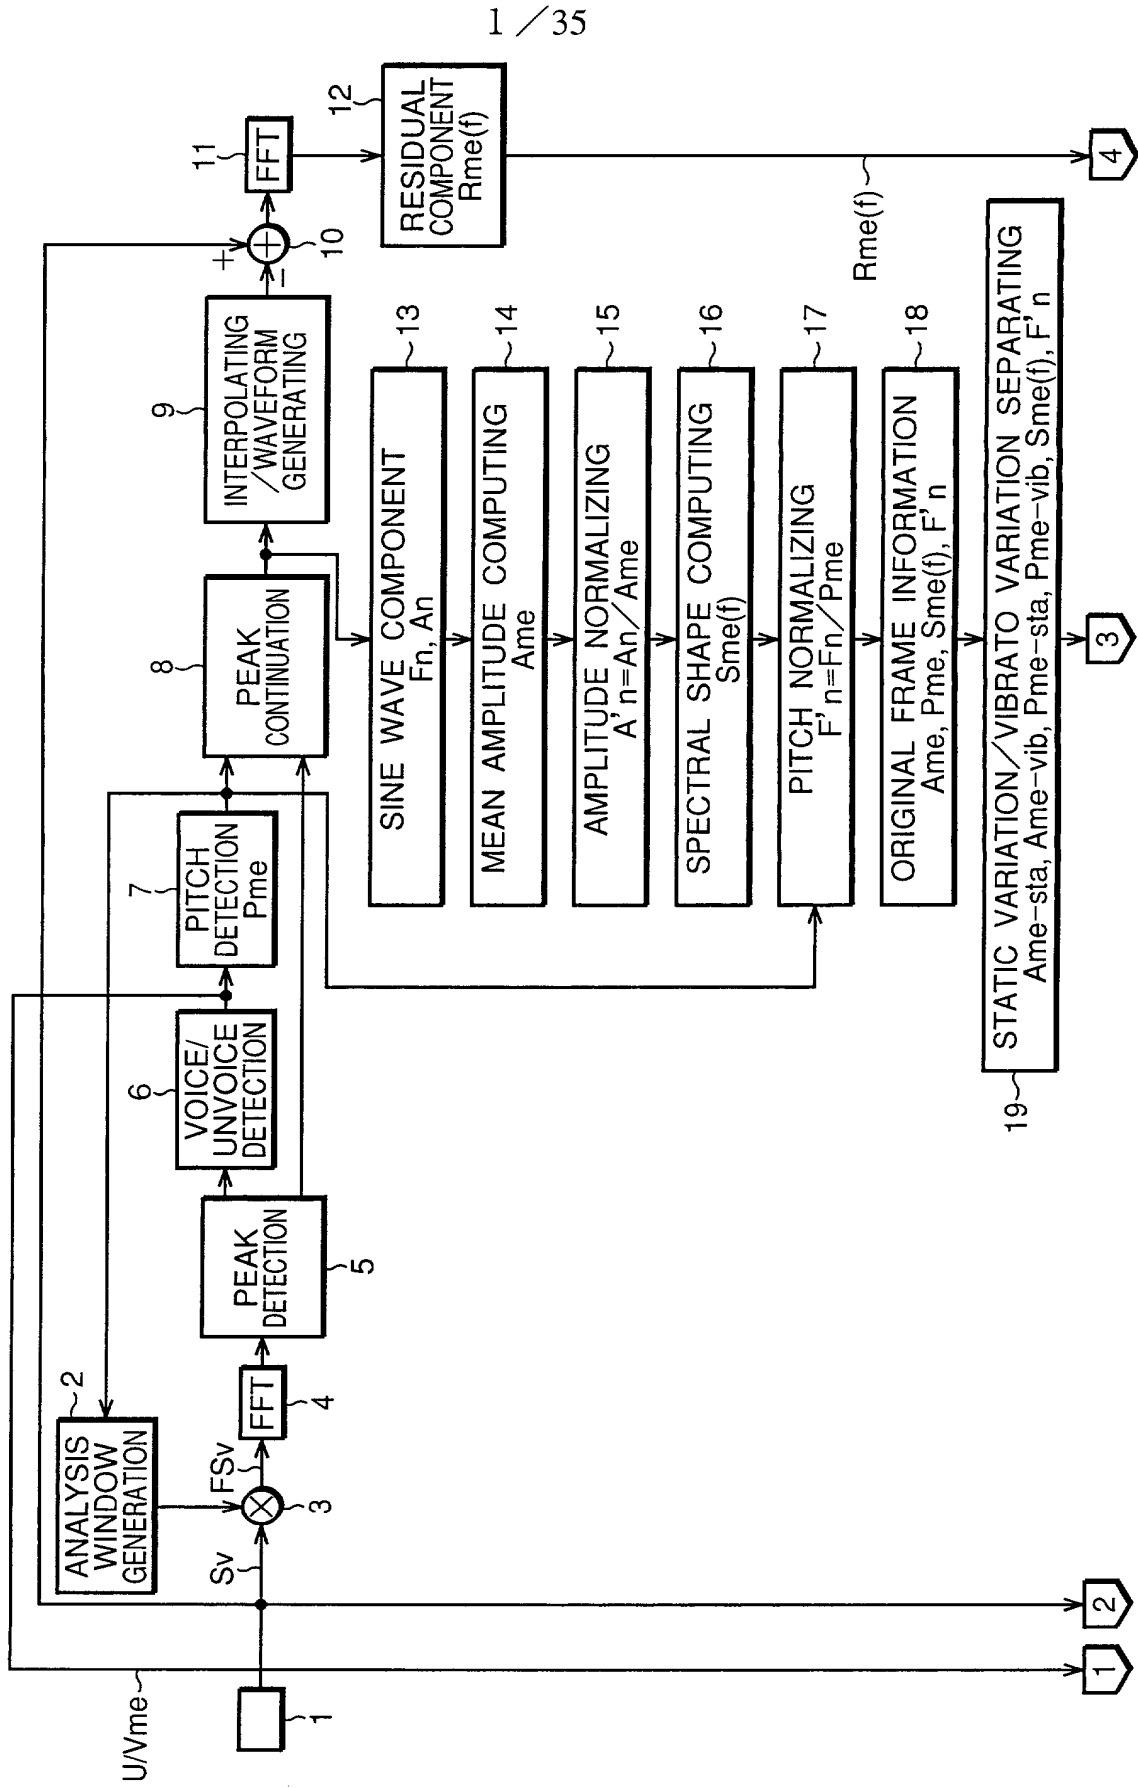 1／35
U/Vme
1
Sv
ANALYSIS
WINDOW
GENERATION
2
3
FSv
FFT
4
PEAK
DETECTION
5
6
VOICE/
UNVOICE
DETECTION
7
PITCH
DETECTION
Pme
8
PEAK
CONTINUATION
9
INTERPOLATING
/WAVEFORM
GENERATING
+
−
10
11
FFT
12
RESIDUAL
COMPONENT
Rme(f)
Rme(f)
SINE WAVE COMPONENT
Fn, An
13
MEAN AMPLITUDE COMPUTING
Ame
14
AMPLITUDE NORMALIZING
A'n=An/Ame
15
SPECTRAL SHAPE COMPUTING
Sme(f)
16
PITCH NORMALIZING
F'n=Fn/Pme
17
ORIGINAL FRAME INFORMATION
Ame, Pme, Sme(f), F'n
18
19
STATIC VARIATION/VIBRATO VARIATION SEPARATING
Ame-sta, Ame-vib, Pme-sta, Pme-vib, Sme(f), F'n
1
2
3
4